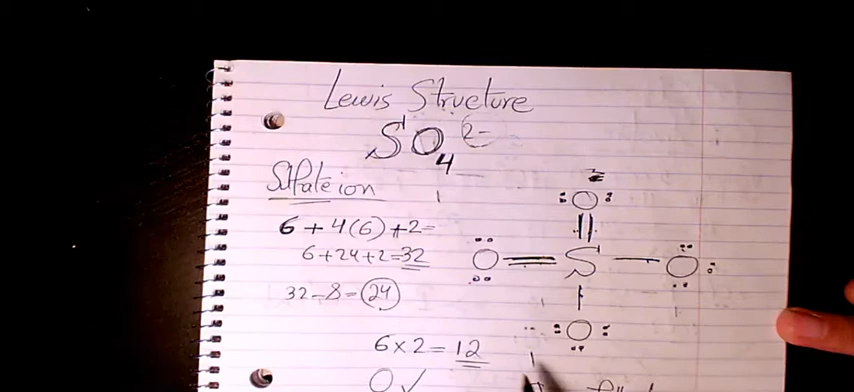 Lewis Structure
SO4 2-
Sulfate ion
6 + 4(6) + 2 =
6 + 24 + 2 = 32
32 - 8 = 24
6 x 2 = 12
O ✓
O
O = S - O
O